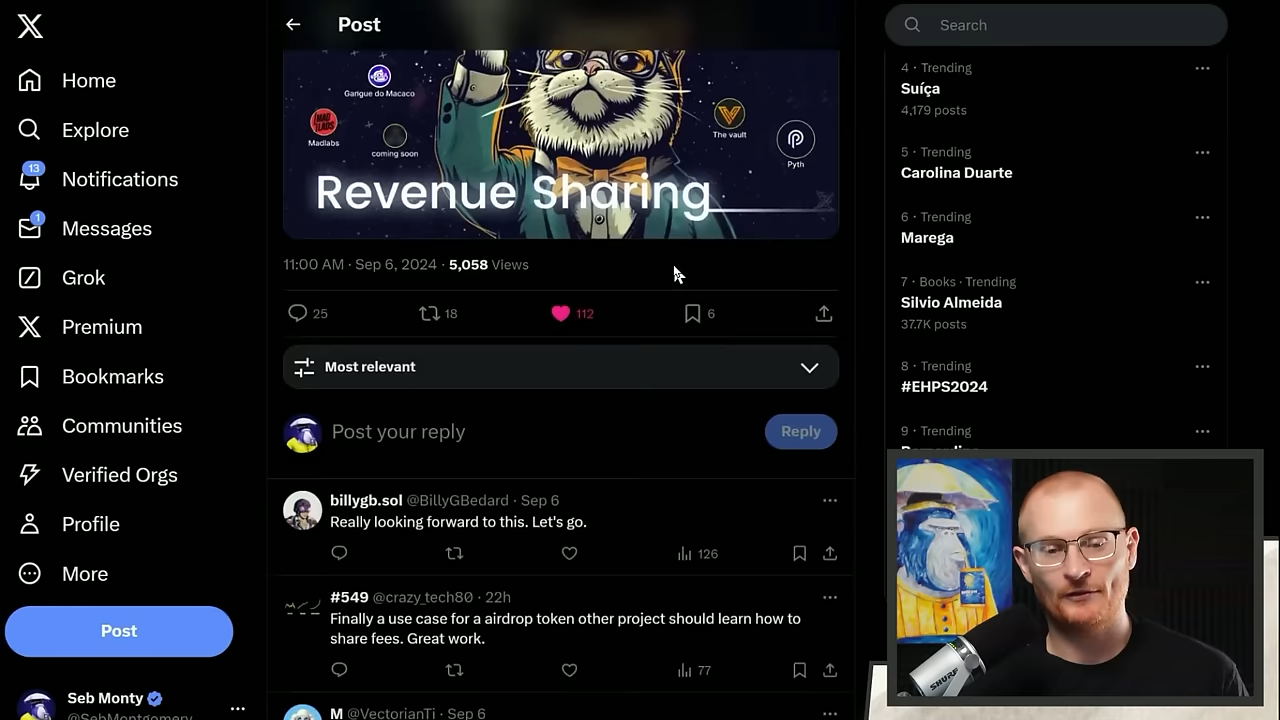 Post
Search
Home
Explore
13
Notifications
1
Messages
Grok
Premium
Bookmarks
Communities
Verified Orgs
Profile
More
Post
Seb Monty
Garigue do Macaco
MAD LADS
Madlabs
coming soon
The vault
Pyth
Revenue Sharing
11:00 AM · Sep 6, 2024 · 5,058 Views
25
18
112
6
Most relevant
Post your reply
Reply
billygb.sol @BillyGBedard · Sep 6
Really looking forward to this. Let's go.
126
#549 @crazy_tech80 · 22h
Finally a use case for a airdrop token other project should learn how to
share fees. Great work.
77
M @VectorianTi · Sep 6
4 · Trending
Suíça
4,179 posts
5 · Trending
Carolina Duarte
6 · Trending
Marega
7 · Books · Trending
Silvio Almeida
37.7K posts
8 · Trending
#EHPS2024
9 · Trending
SHURE